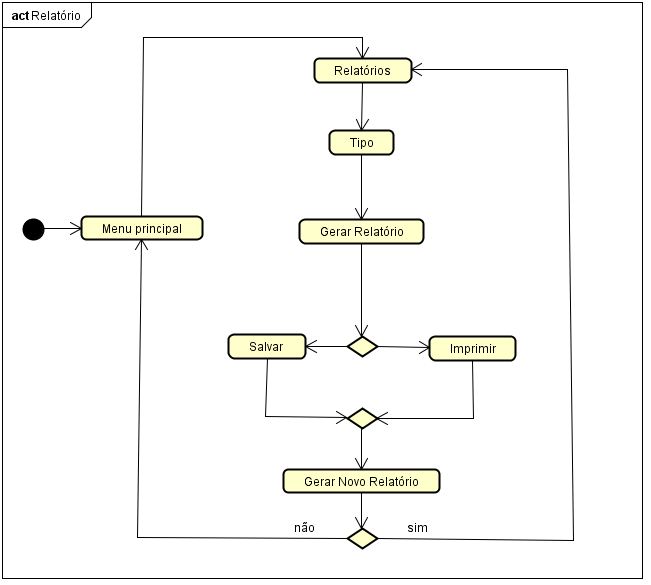 act Relatório
Relatórios
Tipo
Menu principal
Gerar Relatório
Salvar
Imprimir
Gerar Novo Relatório
não
sim